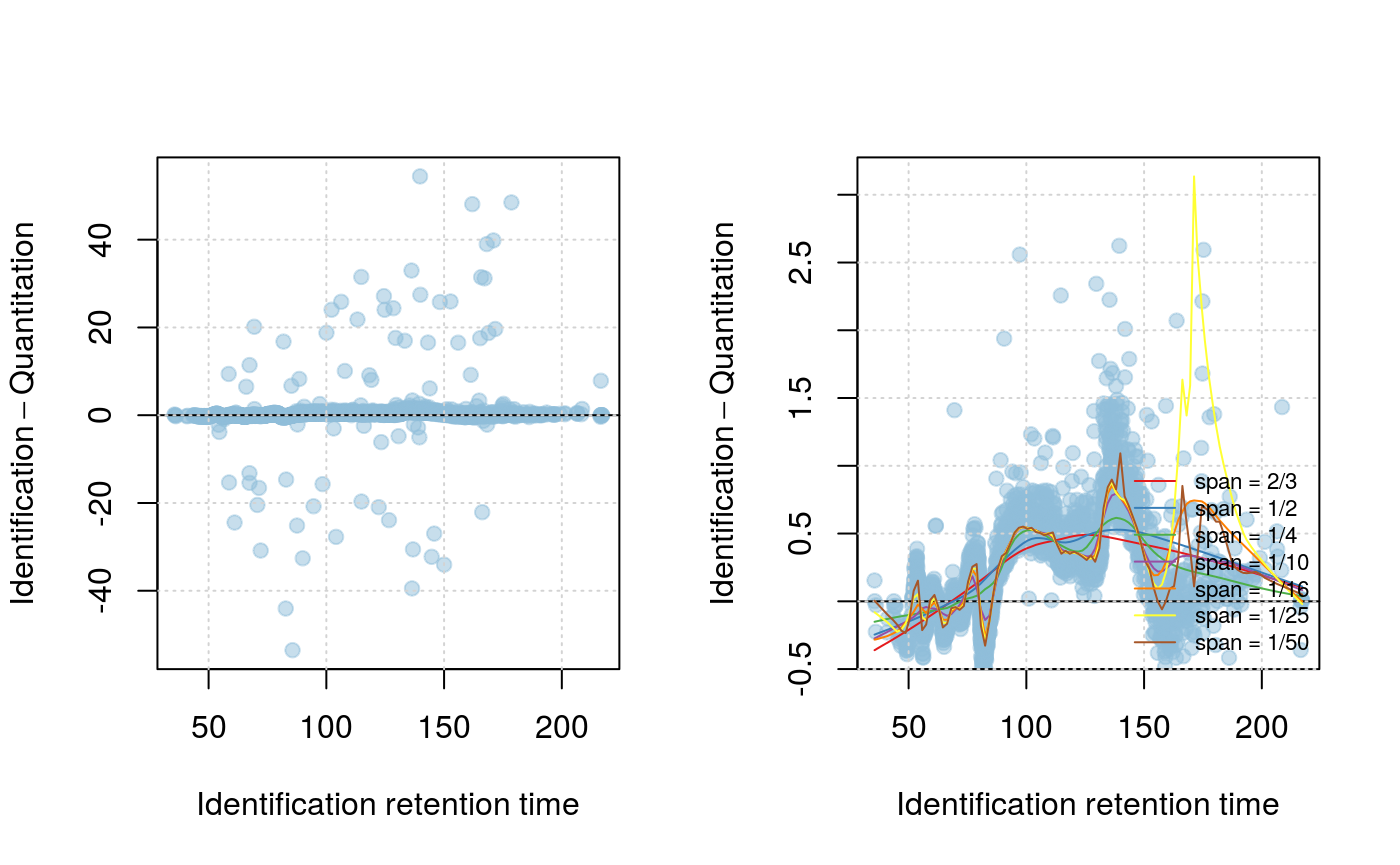 Identification – Quantitation
40
20
0
-20
-40
50 100 150 200
Identification retention time
Identification – Quantitation
2.5
1.5
0.5
-0.5
50 100 150 200
Identification retention time
span = 2/3
span = 1/2
span = 1/4
span = 1/10
span = 1/16
span = 1/25
span = 1/50